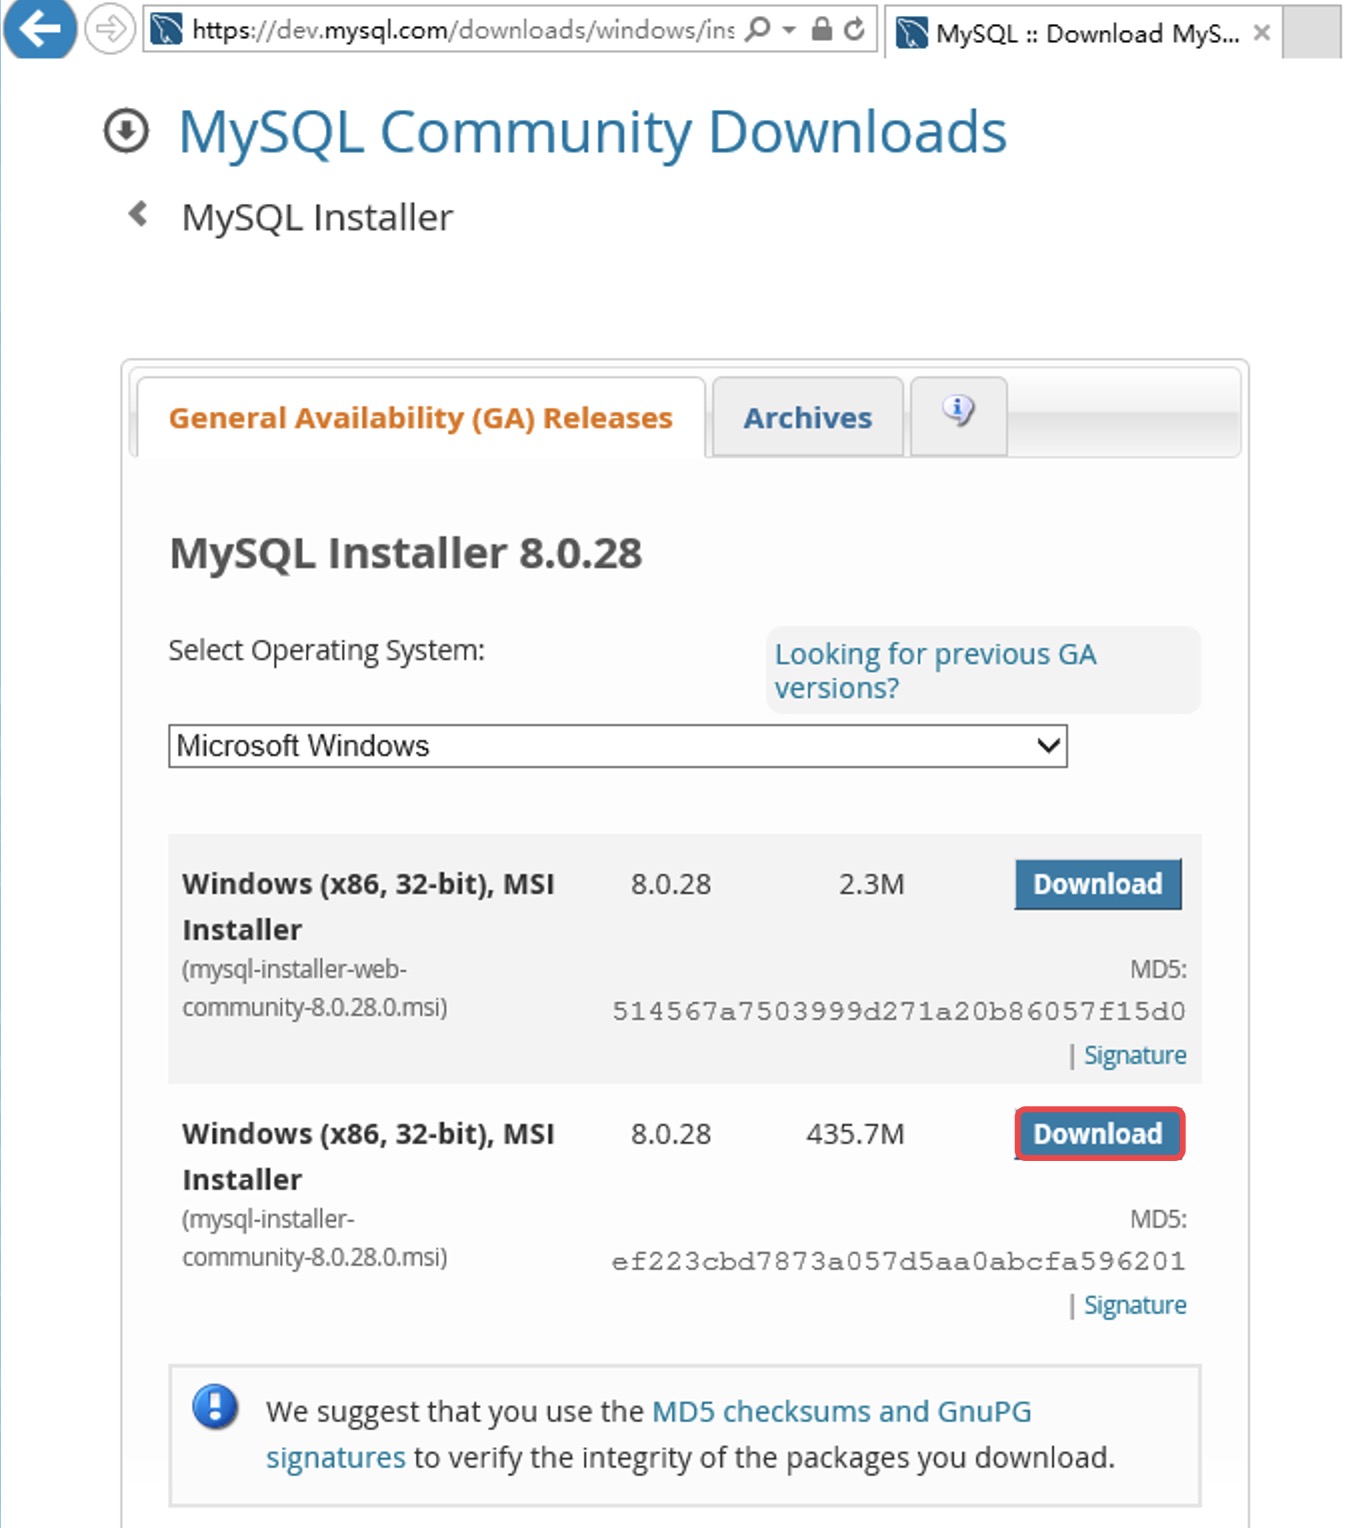 https://dev.mysql.com/downloads/windows/ins
MySQL :: Download MyS...
MySQL Community Downloads
MySQL Installer
General Availability (GA) Releases
Archives
MySQL Installer 8.0.28
Select Operating System:
Looking for previous GA
versions?
Microsoft Windows
Windows (x86, 32-bit), MSI
Installer
8.0.28
2.3M
Download
(mysql-installer-web-
community-8.0.28.0.msi)
MD5:
514567a7503999d271a20b86057f15d0
| Signature
Windows (x86, 32-bit), MSI
Installer
8.0.28
435.7M
Download
(mysql-installer-
community-8.0.28.0.msi)
MD5:
ef223cbd7873a057d5aa0abcfa596201
| Signature
We suggest that you use the MD5 checksums and GnuPG
signatures to verify the integrity of the packages you download.